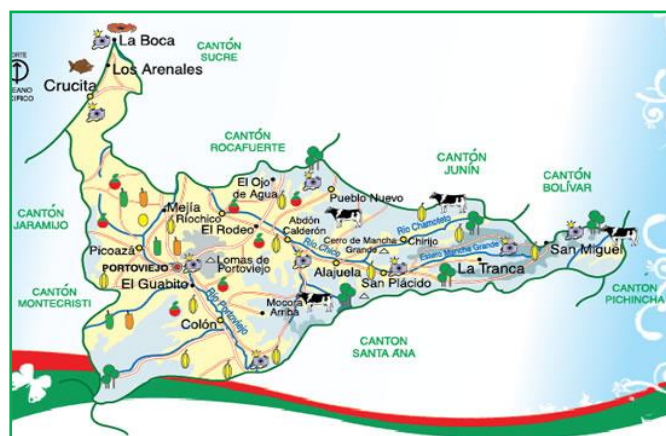 La Boca
CANTÓN
SUCRE
Los Arenales
Crucita
CANTÓN
ROCAFUERTE
CANTÓN
JUNÍN
CANTÓN
BOLÍVAR
El Ojo
de Agua
Pueblo Nuevo
Mejía
Ríochico
El Rodeo
Abdón
Calderón
Río Chico
Río Chamotete
CANTÓN
JARAMIJO
Picoazá
Cerro de Mancha
Grande
Chirijo
Estero Mancha Grande
San Miguel
PORTOVIEJO
Lomas de
Portoviejo
Alajuela
San Plácido
La Tranca
CANTON
PICHINCHA
CANTÓN
MONTECRISTI
El Guabito
Río Portoviejo
Mocora
Arriba
Colón
CANTON
SANTA ANA